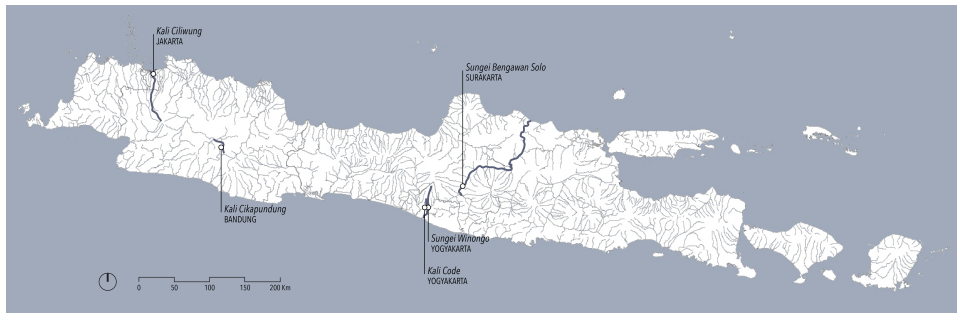 Kali Ciliwung
JAKARTA
Sungei Bengawan Solo
SURAKARTA
Kali Cikapundung
BANDUNG
Sungei Winongo
YOGYAKARTA
Kali Code
YOGYAKARTA
0 50 100 150 200 Km